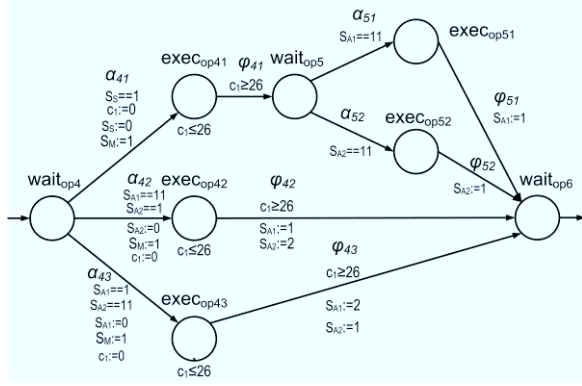 α51
SA1==11
execop51
execop41
φ41
c1≥26
waitop5
α41
SS==1
c1:=0
SS:=0
SM:=1
c1≤26
α52
SA2==11
execop52
φ51
SA1:=1
φ52
SA2:=1
waitop4
α42
SA1==11
SA2==1
SA2:=0
SM:=1
c1:=0
execop42
c1≤26
φ42
c1≥26
SA1:=1
SA2:=2
waitop6
α43
SA1==1
SA2==11
SA1:=0
SM:=1
c1:=0
execop43
c1≤26
φ43
c1≥26
SA1:=2
SA2:=1